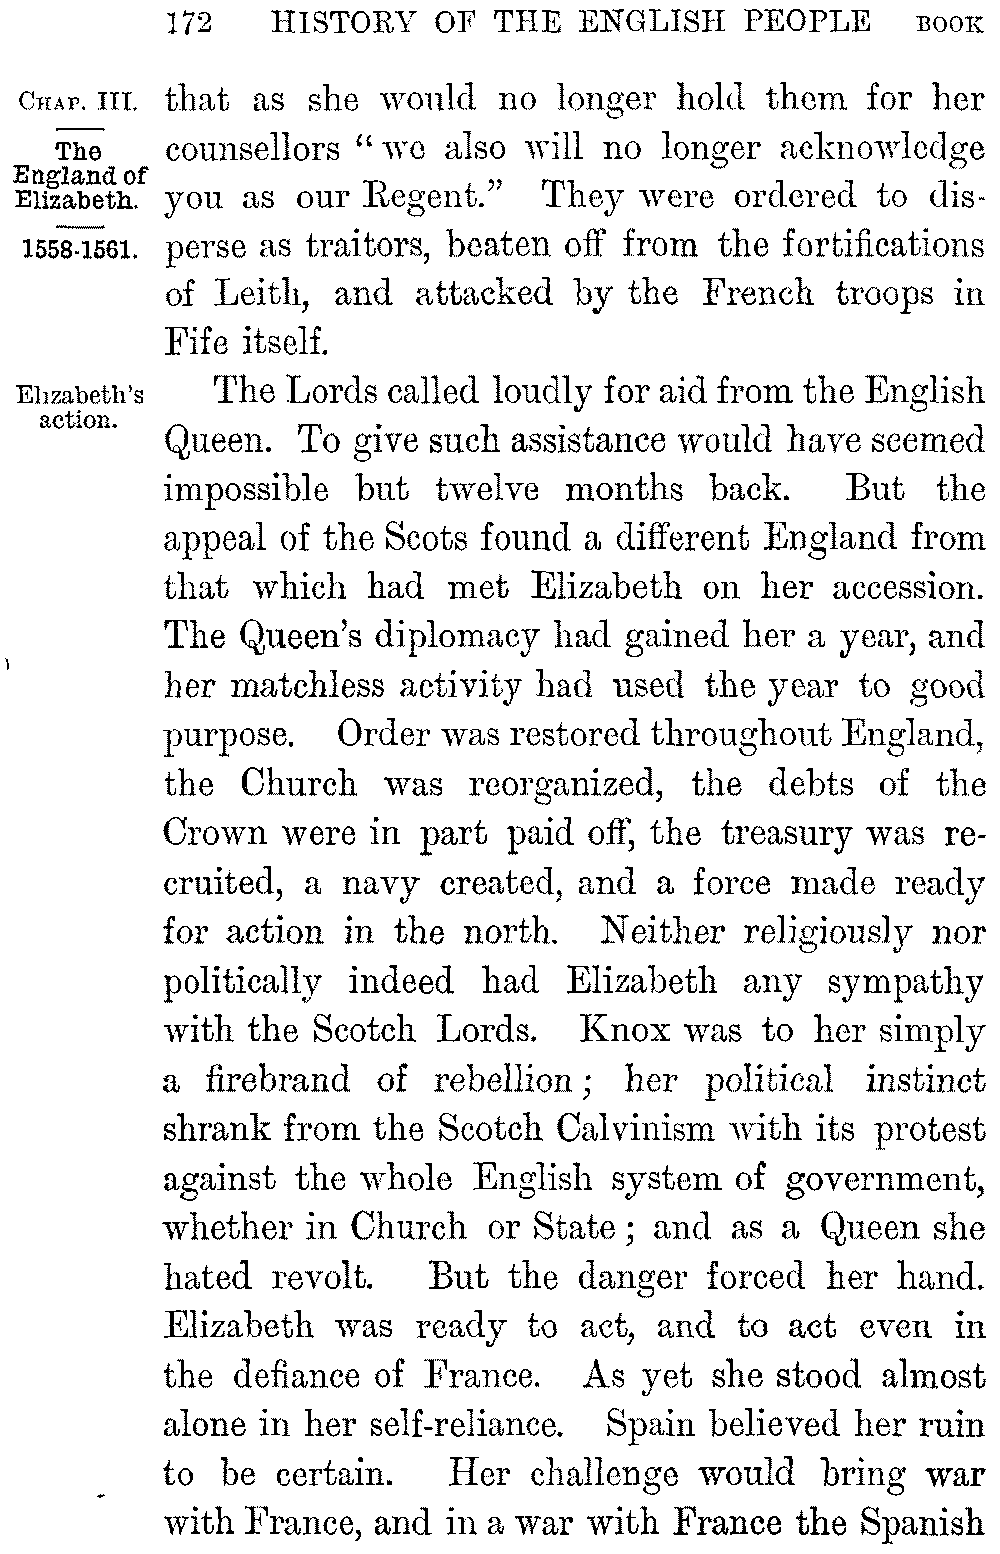 172 HISTORY OF THE ENGLISH PEOPLE BOOK
CHAP. III.
The
England of
Elizabeth.
1558-1561.
that as she would no longer hold them for her
counsellors “ we also will no longer acknowledge
you as our Regent.” They were ordered to dis-
perse as traitors, beaten off from the fortifications
of Leith, and attacked by the French troops in
Fife itself.
Elizabeth's
action.
The Lords called loudly for aid from the English
Queen. To give such assistance would have seemed
impossible but twelve months back. But the
appeal of the Scots found a different England from
that which had met Elizabeth on her accession.
The Queen's diplomacy had gained her a year, and
her matchless activity had used the year to good
purpose. Order was restored throughout England,
the Church was reorganized, the debts of the
Crown were in part paid off, the treasury was re-
cruited, a navy created, and a force made ready
for action in the north. Neither religiously nor
politically indeed had Elizabeth any sympathy
with the Scotch Lords. Knox was to her simply
a firebrand of rebellion ; her political instinct
shrank from the Scotch Calvinism with its protest
against the whole English system of government,
whether in Church or State ; and as a Queen she
hated revolt. But the danger forced her hand.
Elizabeth was ready to act, and to act even in
the defiance of France. As yet she stood almost
alone in her self-reliance. Spain believed her ruin
to be certain. Her challenge would bring war
with France, and in a war with France the Spanish